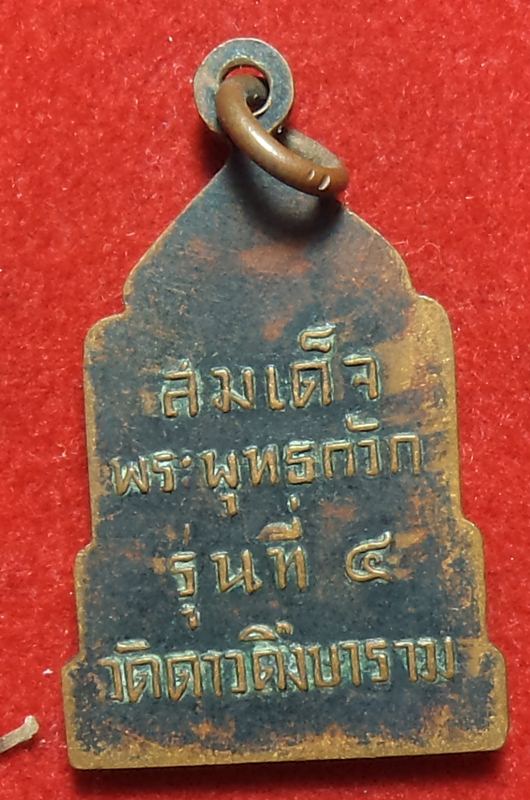 สมเด็จ
พระพุทธกวัก
รุ่นที่ ๔
วัดดาวดึงษาราม